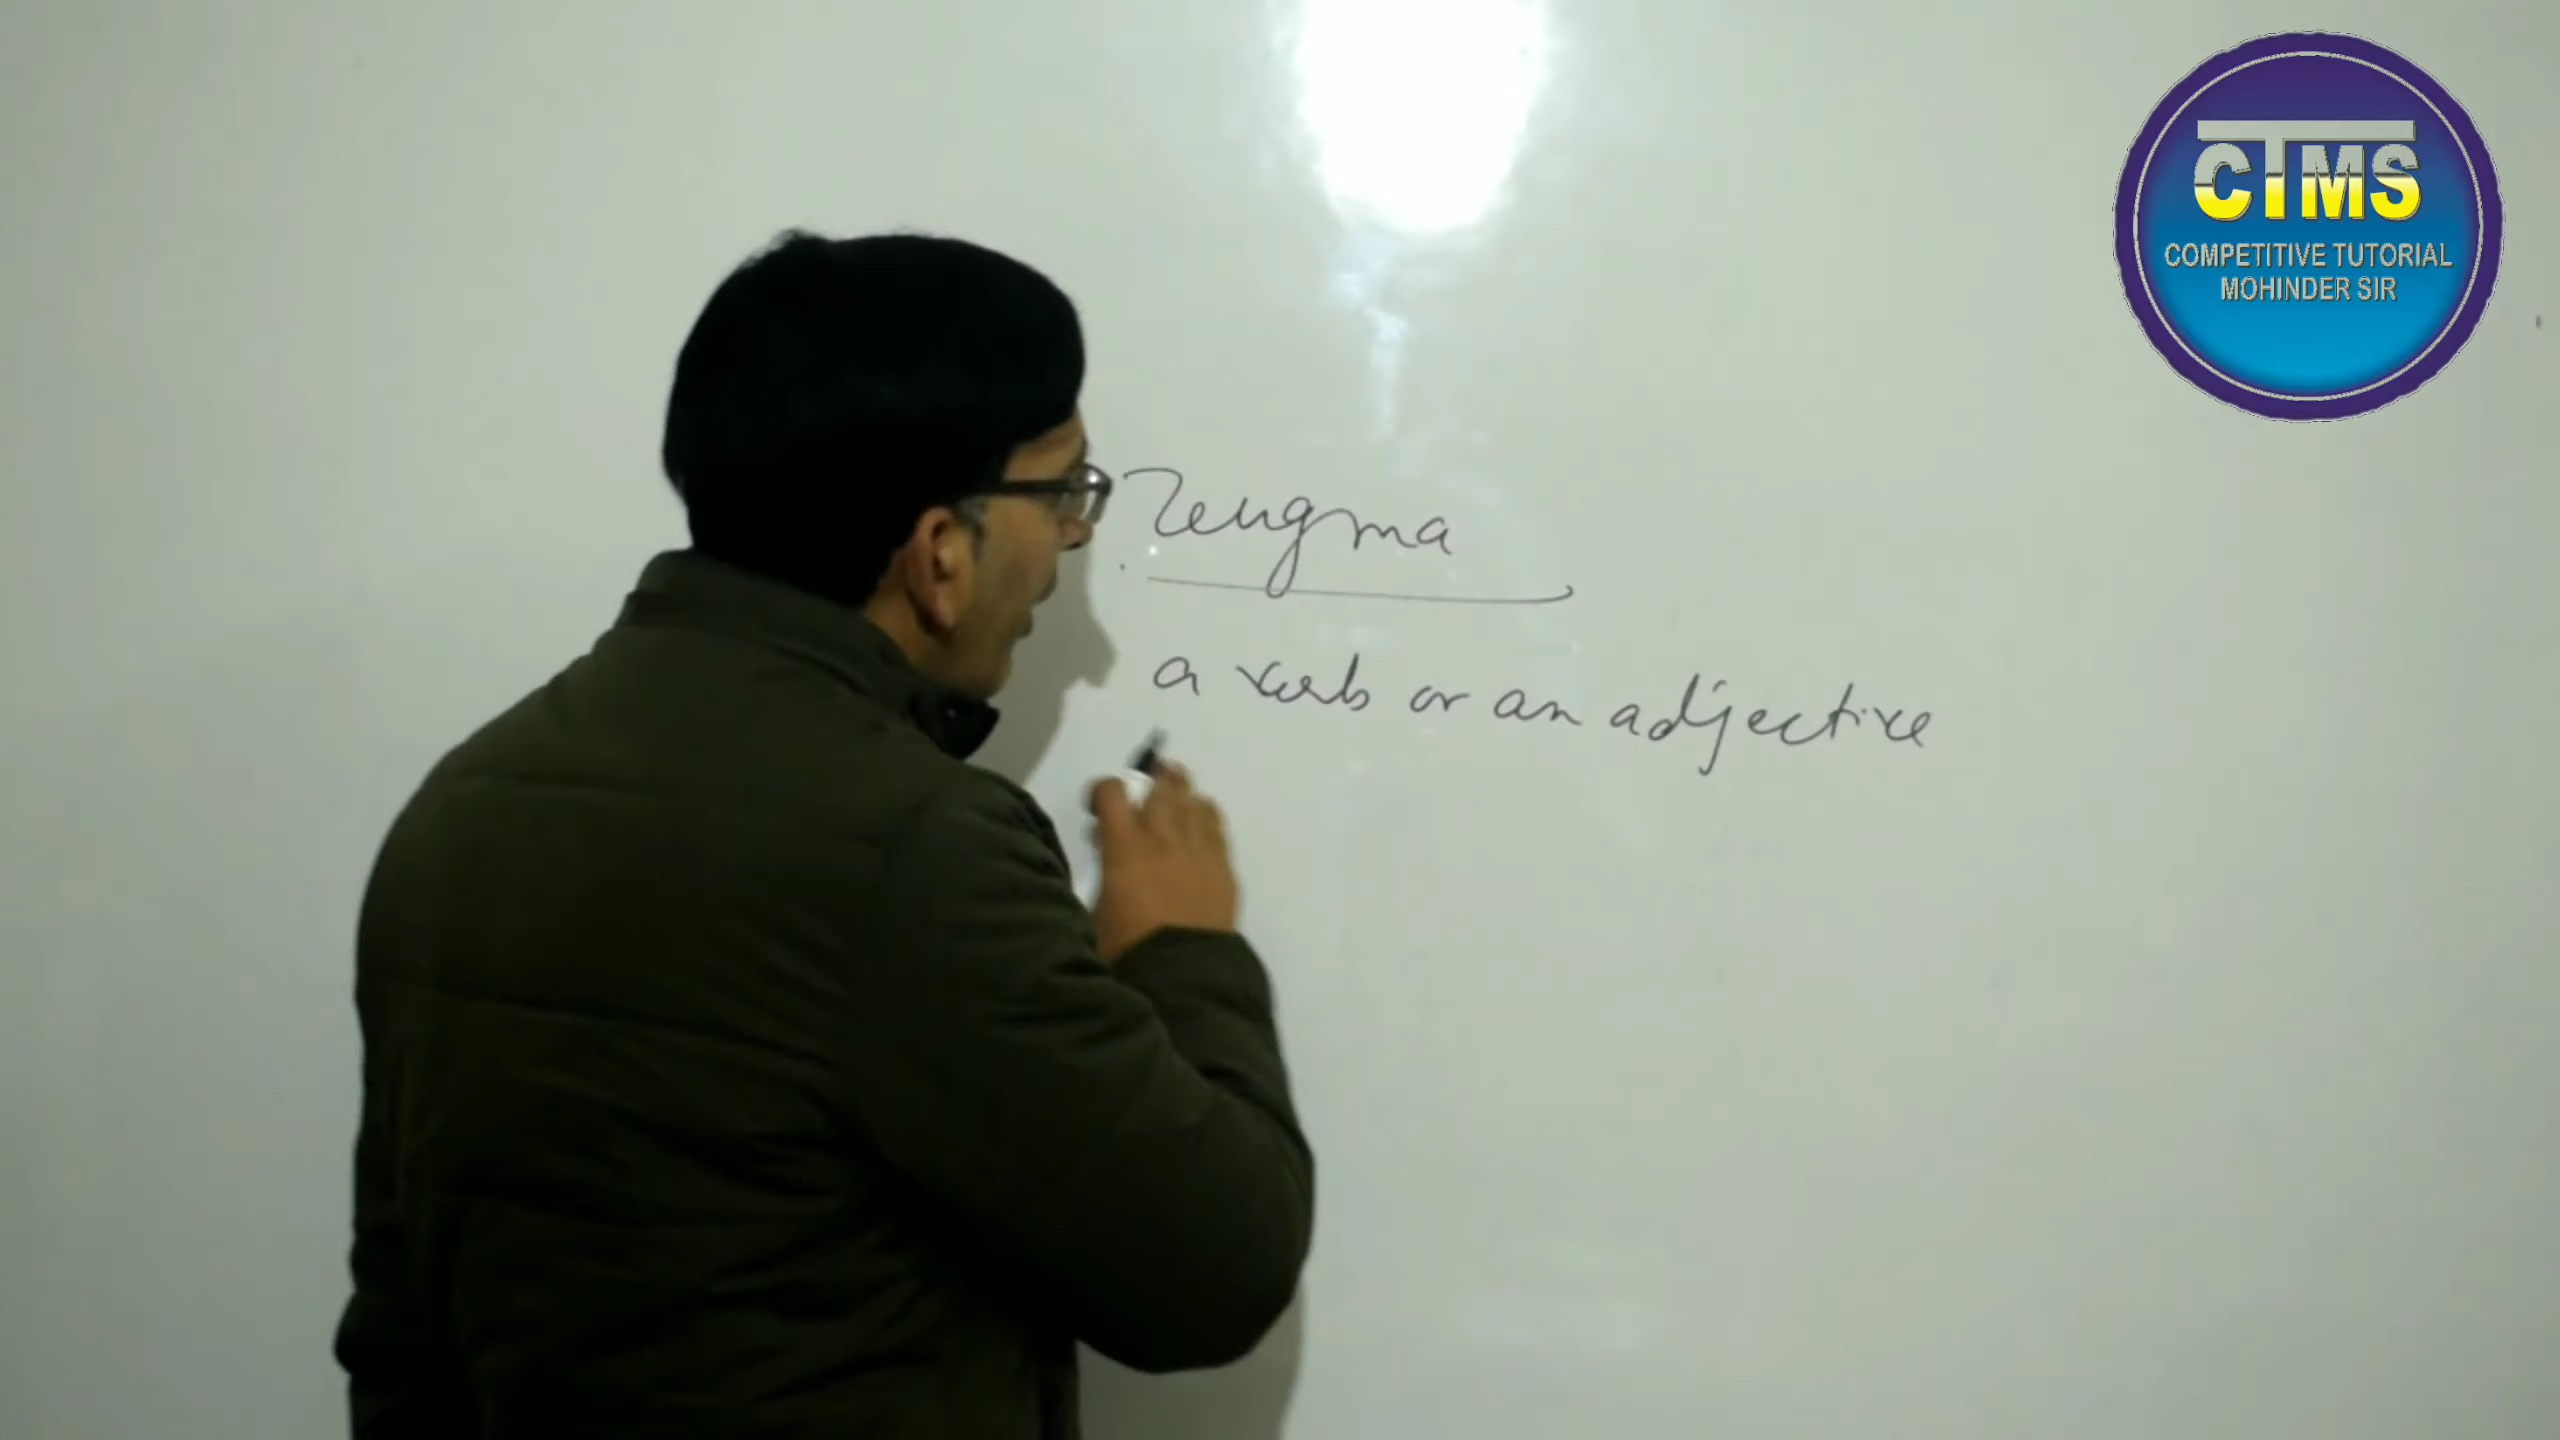 CTMS
COMPETITIVE TUTORIAL
MOHINDER SIR
Zeugma
a verb or an adjective